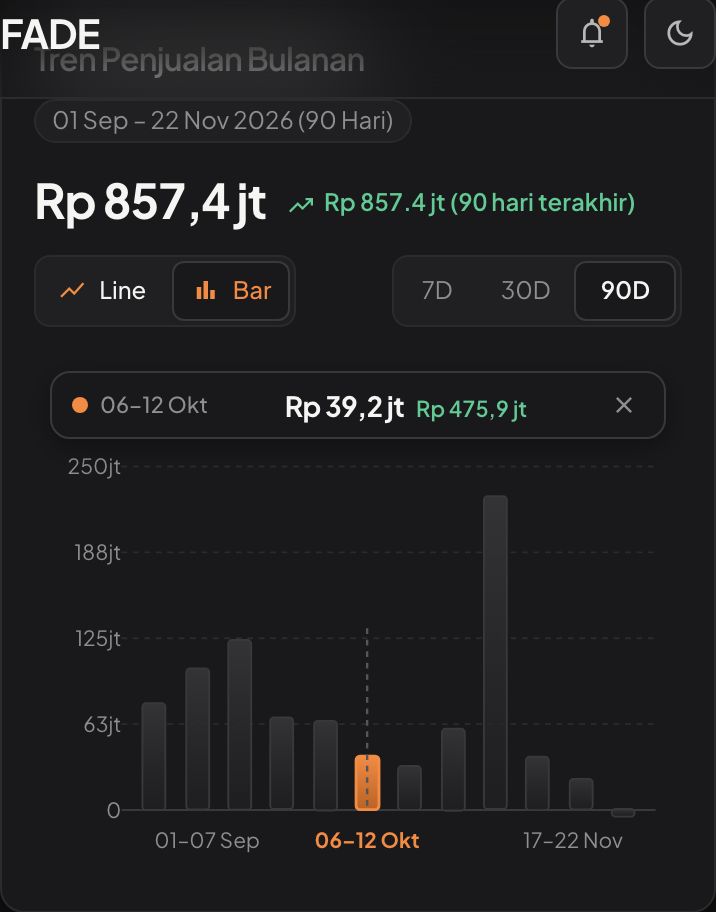 FADE
Tren Penjualan Bulanan
01 Sep – 22 Nov 2026 (90 Hari)
Rp 857,4 jt Rp 857.4 jt (90 hari terakhir)
Line Bar 7D 30D 90D
06–12 Okt Rp 39,2 jt Rp 475,9 jt
250jt
188jt
125jt
63jt
0
01–07 Sep 06–12 Okt 17–22 Nov